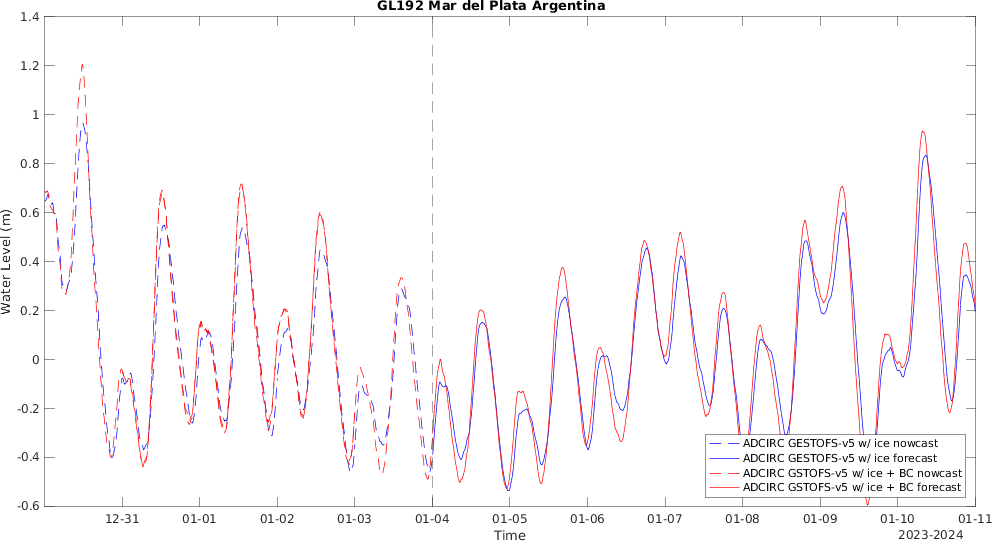 GL192 Mar del Plata Argentina
1.4
1.2
1
0.8
0.6
0.4
0.2
0
-0.2
-0.4
-0.6
Water Level (m)
ADCIRC GESTOFS-v5 w/ ice nowcast
ADCIRC GESTOFS-v5 w/ ice forecast
ADCIRC GSTOFS-v5 w/ ice + BC nowcast
ADCIRC GSTOFS-v5 w/ ice + BC forecast
12-31 01-01 01-02 01-03 01-04 01-05 01-06 01-07 01-08 01-09 01-10 01-11
Time
2023-2024